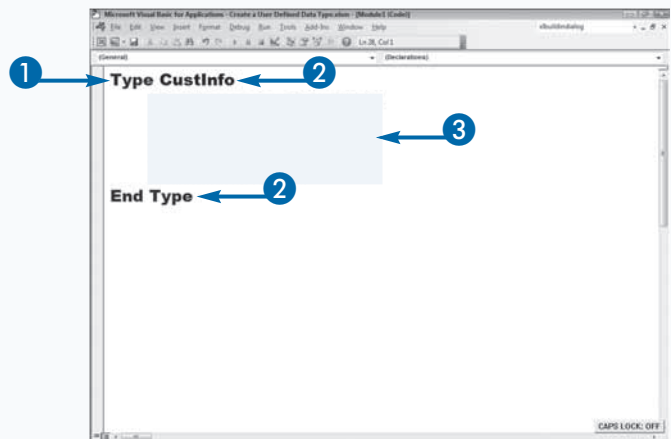 Microsoft Visual Basic for Applications - Create a User Defined Data Type.xlsm - [Module1 (Code)]
File Edit View Insert Format Debug Run Tools Add-Ins Window Help
Ln 28, Col 1
(General) (Declarations)
1 Type CustInfo 2
3
End Type 2
CAPS LOCK: OFF